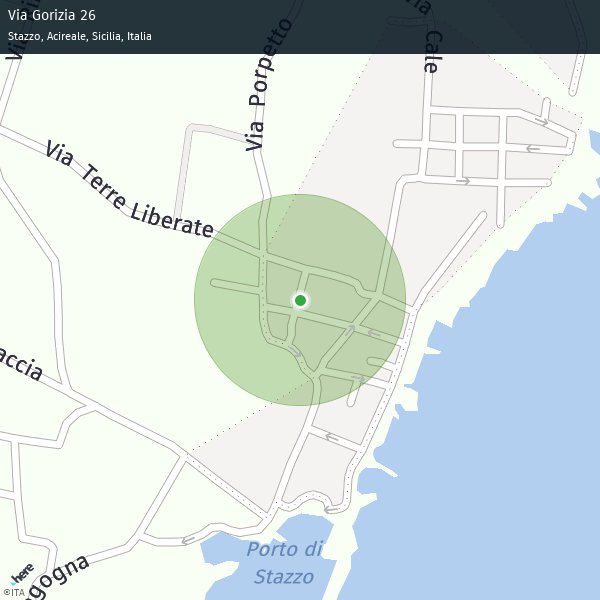 Via Gorizia 26
Stazzo, Acireale, Sicilia, Italia
Via
Via Porpetto
Cale
Via Terre Liberate
accia
Porto di
Stazzo
gogna
here
©ITA